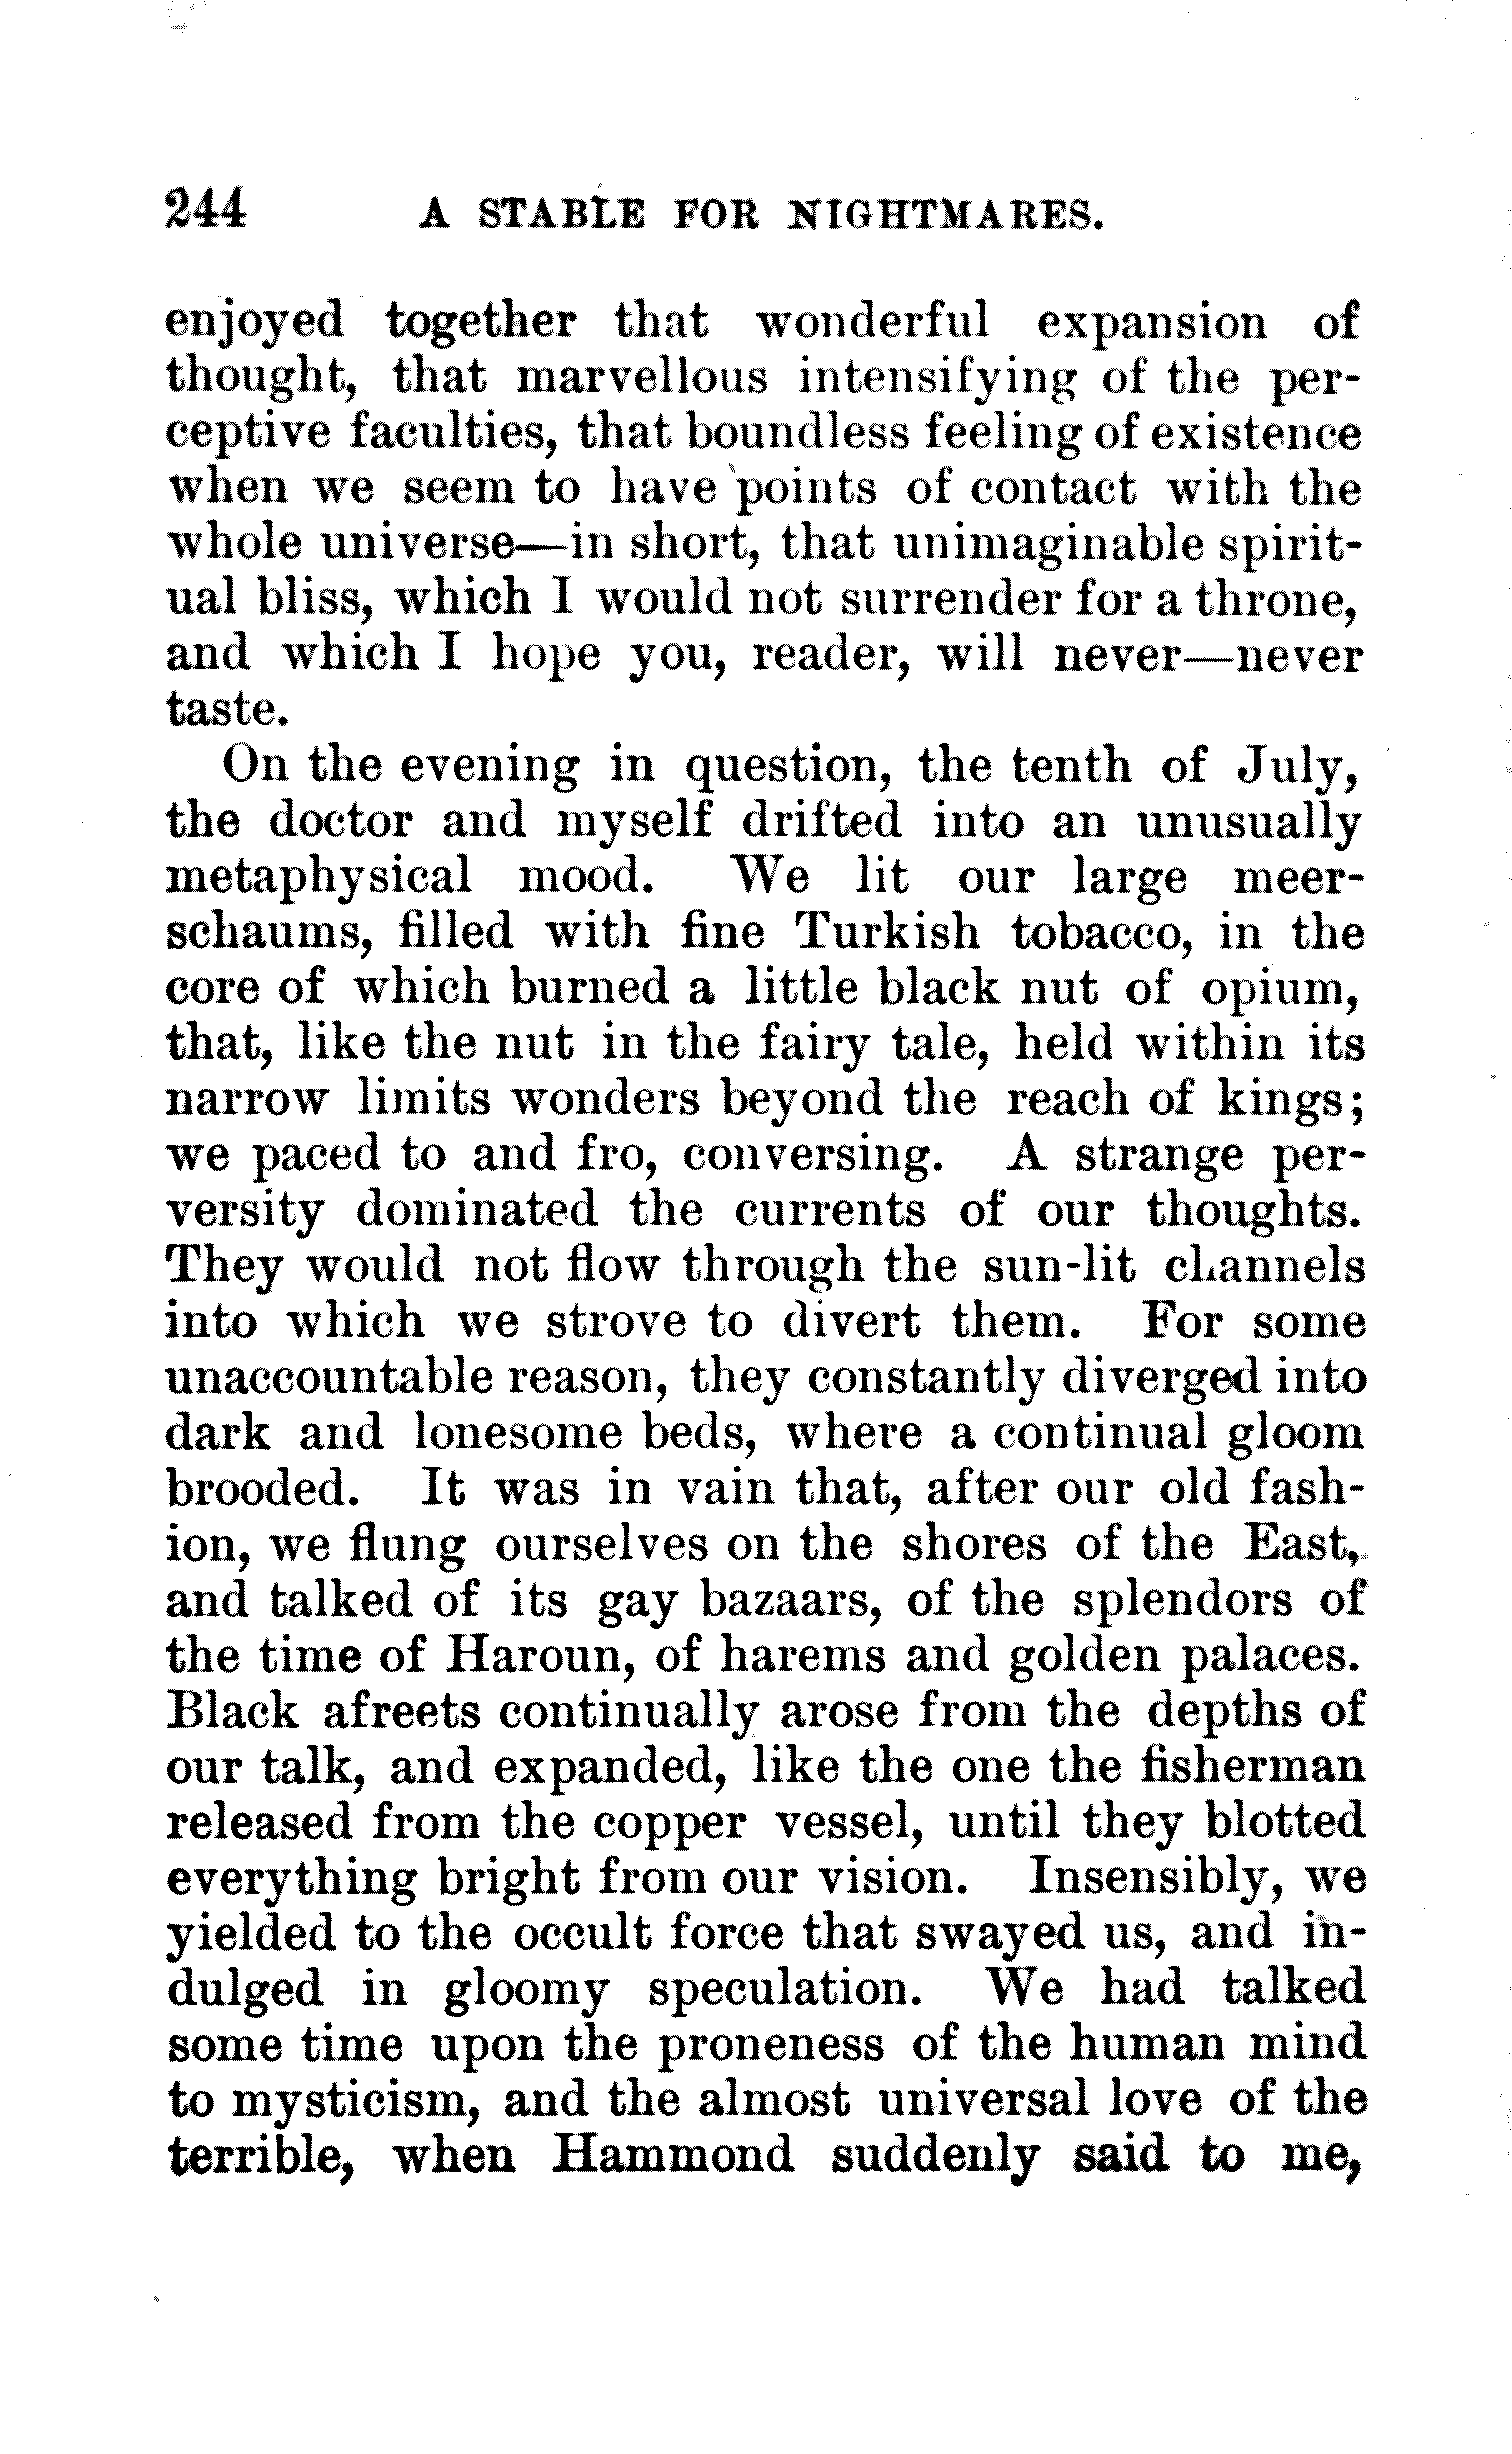 244 A STABLE FOR NIGHTMARES.
enjoyed together that wonderful expansion of
thought, that marvellous intensifying of the per-
ceptive faculties, that boundless feeling of existence
when we seem to have points of contact with the
whole universe—in short, that unimaginable spirit-
ual bliss, which I would not surrender for a throne,
and which I hope you, reader, will never—never
taste.
On the evening in question, the tenth of July,
the doctor and myself drifted into an unusually
metaphysical mood. We lit our large meer-
schaums, filled with fine Turkish tobacco, in the
core of which burned a little black nut of opium,
that, like the nut in the fairy tale, held within its
narrow limits wonders beyond the reach of kings;
we paced to and fro, conversing. A strange per-
versity dominated the currents of our thoughts.
They would not flow through the sun-lit channels
into which we strove to divert them. For some
unaccountable reason, they constantly diverged into
dark and lonesome beds, where a continual gloom
brooded. It was in vain that, after our old fash-
ion, we flung ourselves on the shores of the East,
and talked of its gay bazaars, of the splendors of
the time of Haroun, of harems and golden palaces.
Black afreets continually arose from the depths of
our talk, and expanded, like the one the fisherman
released from the copper vessel, until they blotted
everything bright from our vision. Insensibly, we
yielded to the occult force that swayed us, and in-
dulged in gloomy speculation. We had talked
some time upon the proneness of the human mind
to mysticism, and the almost universal love of the
terrible, when Hammond suddenly said to me,